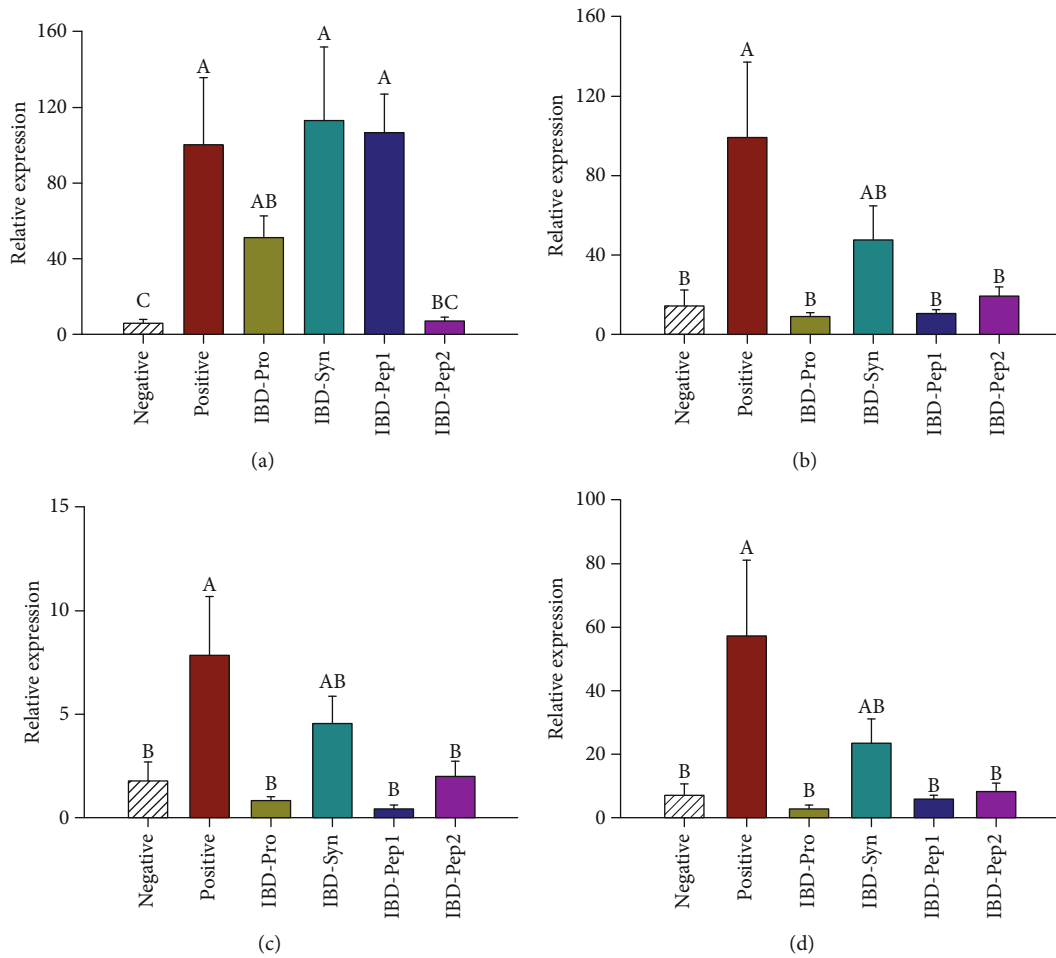 160
120
80
40
0
Relative expression
C
A
AB
A
A
BC
Negative
Positive
IBD-Pro
IBD-Syn
IBD-Pep1
IBD-Pep2
(a)
160
120
80
40
0
Relative expression
B
A
B
AB
B
B
Negative
Positive
IBD-Pro
IBD-Syn
IBD-Pep1
IBD-Pep2
(b)
15
10
5
0
Relative expression
B
A
B
AB
B
B
Negative
Positive
IBD-Pro
IBD-Syn
IBD-Pep1
IBD-Pep2
(c)
100
80
60
40
20
0
Relative expression
B
A
B
AB
B
B
Negative
Positive
IBD-Pro
IBD-Syn
IBD-Pep1
IBD-Pep2
(d)